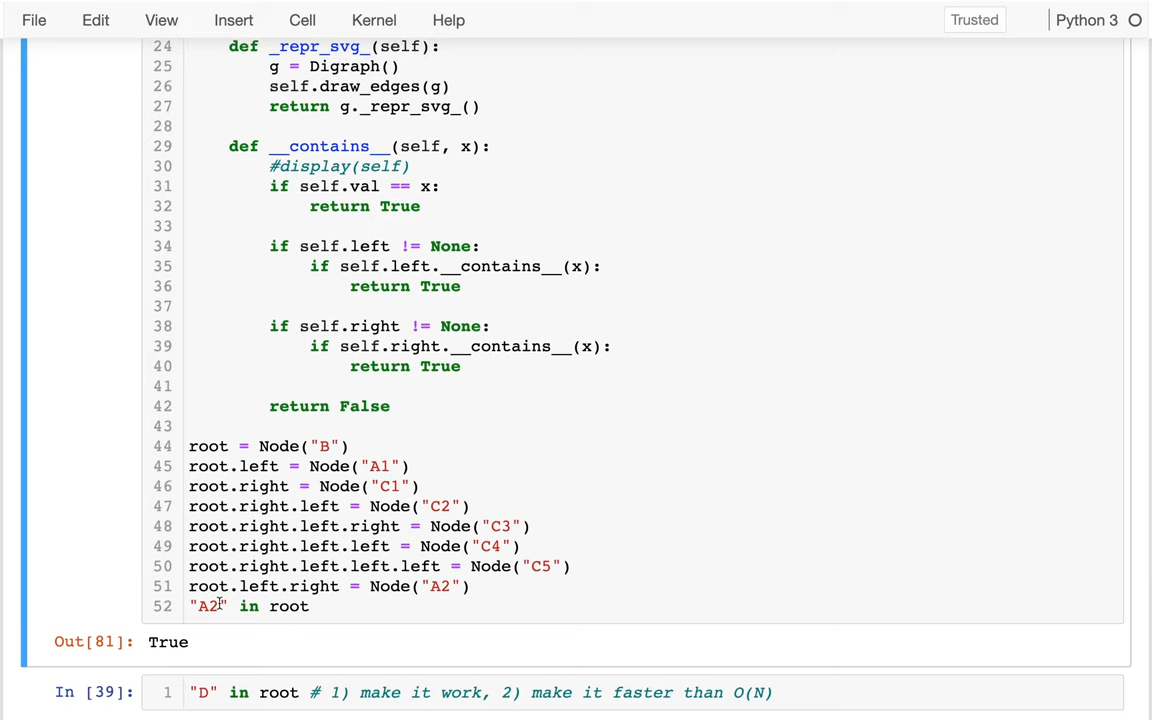 File Edit View Insert Cell Kernel Help Trusted Python 3
24 def _repr_svg_(self):
25 g = Digraph()
26 self.draw_edges(g)
27 return g._repr_svg_()
28
29 def __contains__(self, x):
30 #display(self)
31 if self.val == x:
32 return True
33
34 if self.left != None:
35 if self.left.__contains__(x):
36 return True
37
38 if self.right != None:
39 if self.right.__contains__(x):
40 return True
41
42 return False
43
44 root = Node("B")
45 root.left = Node("A1")
46 root.right = Node("C1")
47 root.right.left = Node("C2")
48 root.right.left.right = Node("C3")
49 root.right.left.left = Node("C4")
50 root.right.left.left.left = Node("C5")
51 root.left.right = Node("A2")
52 "A2" in root
Out[81]: True
In [39]: 1 "D" in root # 1) make it work, 2) make it faster than O(N)